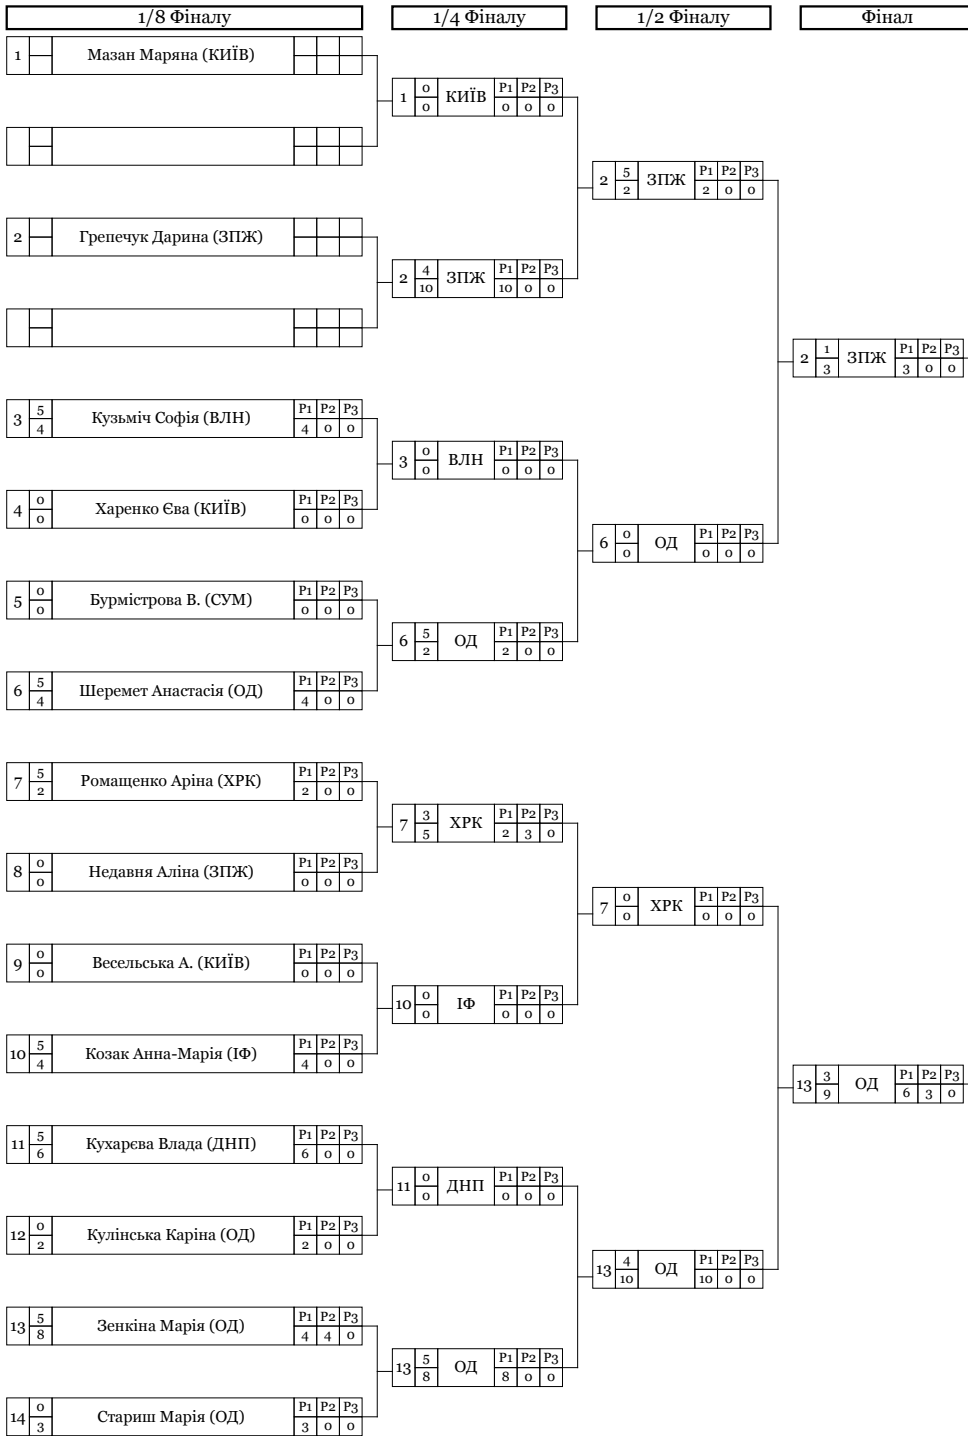 1/8 Фіналу
1/4 Фіналу
1/2 Фіналу
Фінал
1 Мазан Маряна (КИЇВ)
2 Грепечук Дарина (ЗПЖ)
3 5 Кузьміч Софія (ВЛН) P1 P2 P3
4 4 0 0
4 0 Харенко Єва (КИЇВ) P1 P2 P3
0 0 0 0
5 0 Бурмістрова В. (СУМ) P1 P2 P3
0 0 0 0
6 5 Шеремет Анастасія (ОД) P1 P2 P3
4 4 0 0
7 5 Ромащенко Аріна (ХРК) P1 P2 P3
2 2 0 0
8 0 Недавня Аліна (ЗПЖ) P1 P2 P3
0 0 0 0
9 0 Весельська А. (КИЇВ) P1 P2 P3
0 0 0 0
10 5 Козак Анна-Марія (ІФ) P1 P2 P3
4 4 0 0
11 5 Кухарєва Влада (ДНП) P1 P2 P3
6 6 0 0
12 0 Кулінська Каріна (ОД) P1 P2 P3
2 2 0 0
13 5 Зенкіна Марія (ОД) P1 P2 P3
8 4 4 0
14 0 Стариш Марія (ОД) P1 P2 P3
3 3 0 0
1 0 КИЇВ P1 P2 P3
0 0 0 0
2 4 ЗПЖ P1 P2 P3
10 10 0 0
3 0 ВЛН P1 P2 P3
0 0 0 0
6 5 ОД P1 P2 P3
2 2 0 0
7 3 ХРК P1 P2 P3
5 2 3 0
10 0 ІФ P1 P2 P3
0 0 0 0
11 0 ДНП P1 P2 P3
0 0 0 0
13 5 ОД P1 P2 P3
8 8 0 0
2 5 ЗПЖ P1 P2 P3
2 2 0 0
6 0 ОД P1 P2 P3
0 0 0 0
7 0 ХРК P1 P2 P3
0 0 0 0
13 4 ОД P1 P2 P3
10 10 0 0
2 1 ЗПЖ P1 P2 P3
3 3 0 0
13 3 ОД P1 P2 P3
9 6 3 0